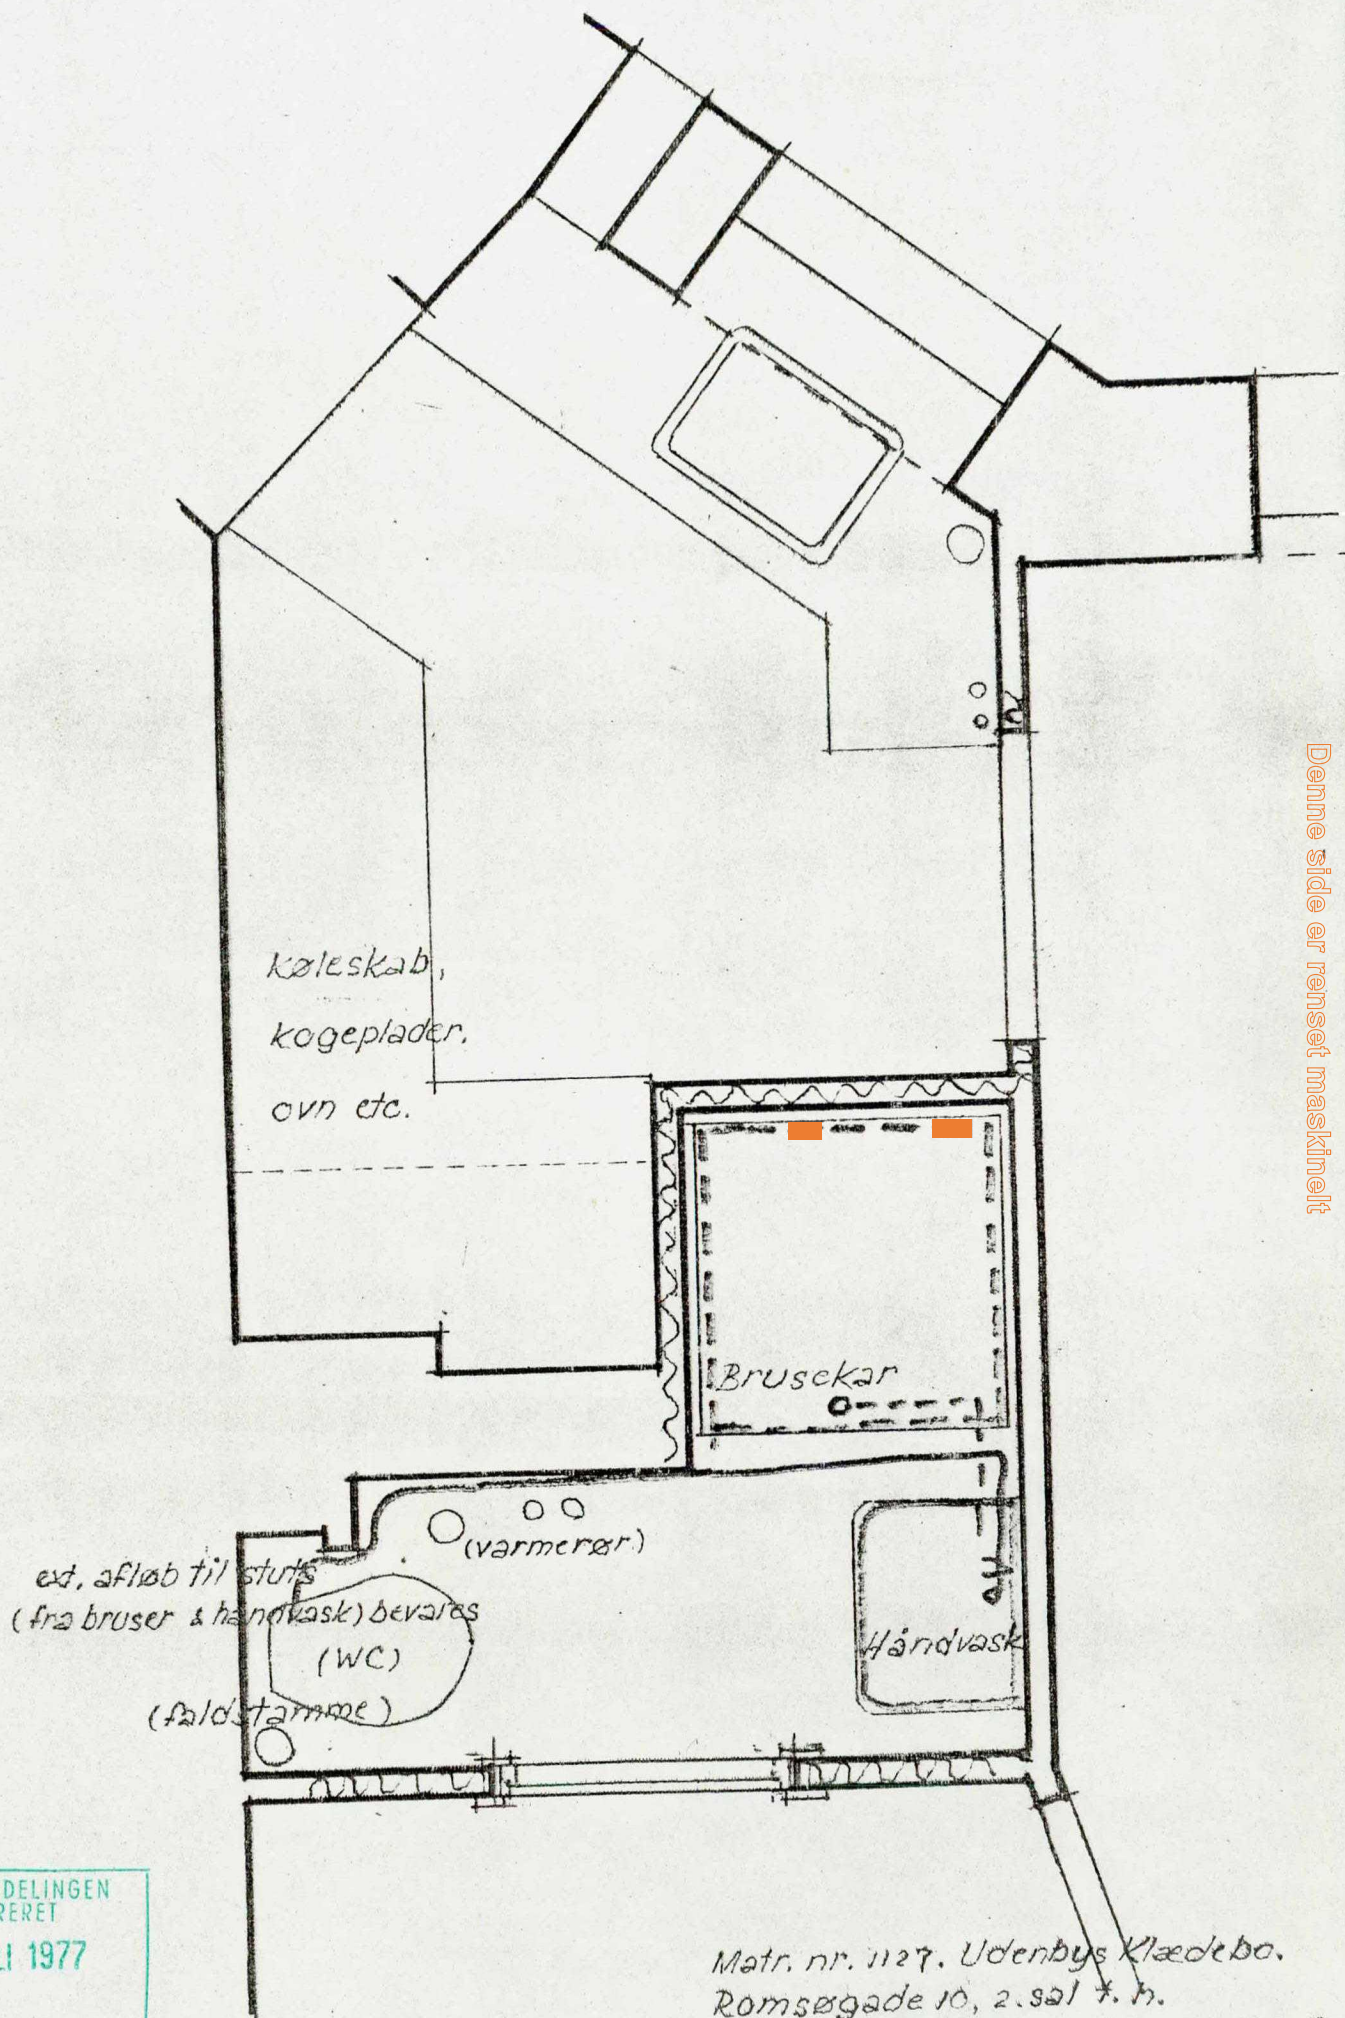 Køleskab,
kogeplader.
ovn etc.
Brusekar
(varmerør)
ext. afløb til stuts
(fra bruser & håndvask) bevares
(WC)
Håndvask
(faldstamme)
DELINGEN
RERET
LI 1977
Matr. nr. 1127. Udenbys Klædebo.
Romsøgade 10, 2. sal t. h.
Denne side er renset maskinelt